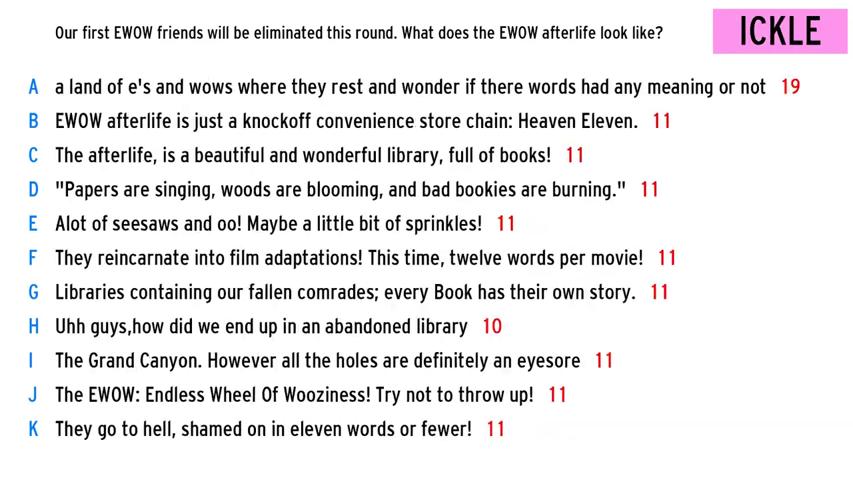 Our first EWOW friends will be eliminated this round. What does the EWOW afterlife look like?
ICKLE
A a land of e's and wows where they rest and wonder if there words had any meaning or not 19
B EWOW afterlife is just a knockoff convenience store chain: Heaven Eleven. 11
C The afterlife, is a beautiful and wonderful library, full of books! 11
D "Papers are singing, woods are blooming, and bad bookies are burning." 11
E Alot of seesaws and oo! Maybe a little bit of sprinkles! 11
F They reincarnate into film adaptations! This time, twelve words per movie! 11
G Libraries containing our fallen comrades; every Book has their own story. 11
H Uhh guys,how did we end up in an abandoned library 10
I The Grand Canyon. However all the holes are definitely an eyesore 11
J The EWOW: Endless Wheel Of Wooziness! Try not to throw up! 11
K They go to hell, shamed on in eleven words or fewer! 11